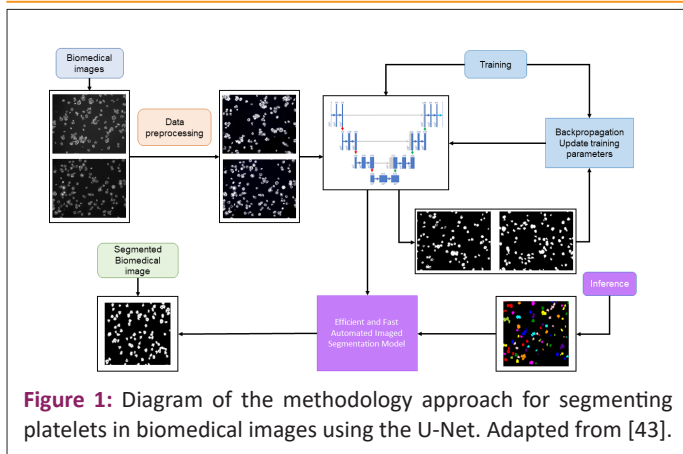 Biomedical
images
Training
Data
preprocessing
Backpropagation
Update training
parameters
Segmented
Biomedical
image
Inference
Efficient and Fast
Automated Imaged
Segmentation Model
Figure 1: Diagram of the methodology approach for segmenting
platelets in biomedical images using the U-Net. Adapted from [43].